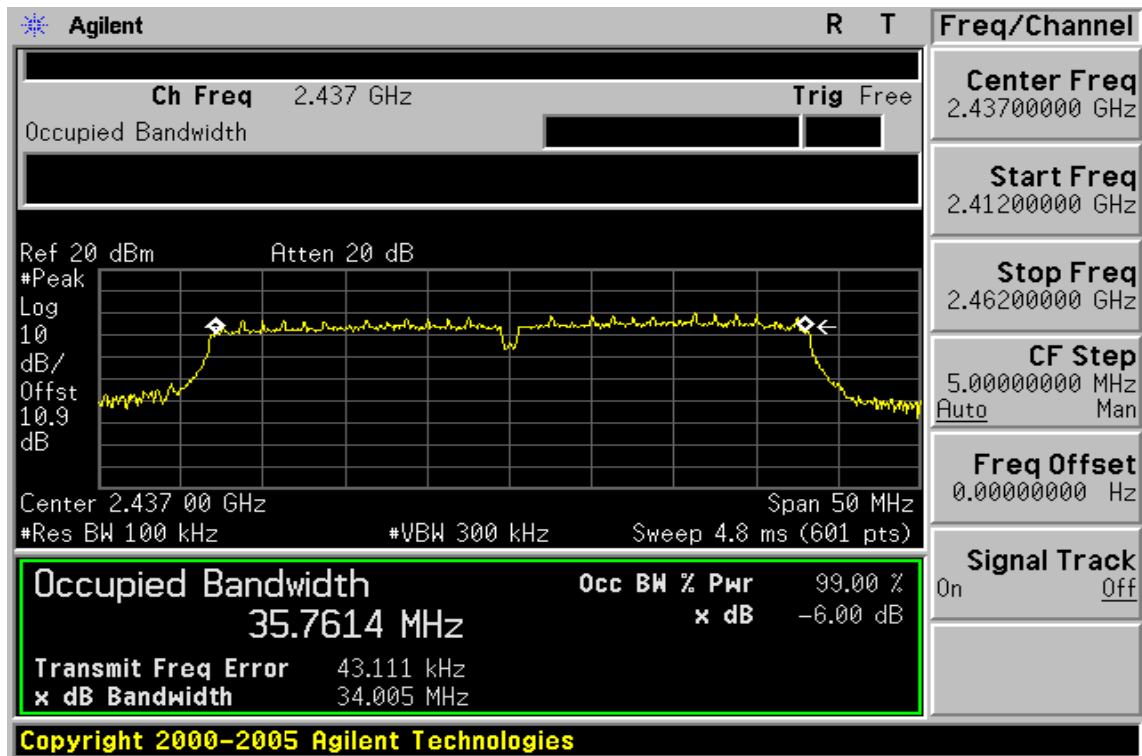 Agilent R T Freq/Channel
Ch Freq 2.437 GHz Trig Free
Occupied Bandwidth
Center Freq
2.43700000 GHz
Start Freq
2.41200000 GHz
Stop Freq
2.46200000 GHz
CF Step
5.00000000 MHz
Auto Man
Freq Offset
0.00000000 Hz
Signal Track
On Off
Ref 20 dBm Atten 20 dB
#Peak
Log
10
dB/
Offst
10.9
dB
Center 2.437 00 GHz Span 50 MHz
#Res BW 100 kHz #VBW 300 kHz Sweep 4.8 ms (601 pts)
Occupied Bandwidth Occ BW % Pwr 99.00 %
35.7614 MHz x dB -6.00 dB
Transmit Freq Error 43.111 kHz
x dB Bandwidth 34.005 MHz
Copyright 2000-2005 Agilent Technologies